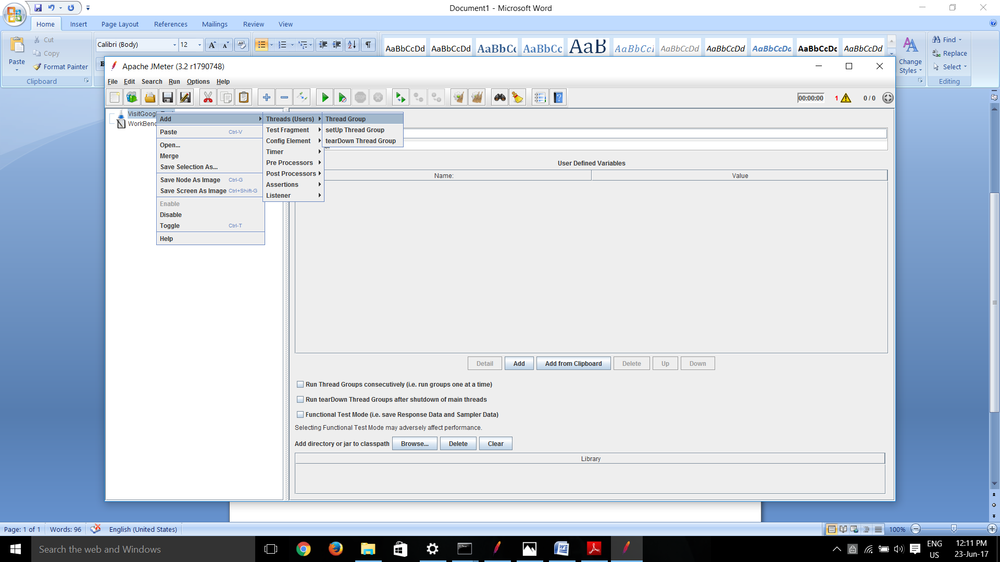 Document1 - Microsoft Word
Home Insert Page Layout References Mailings Review View
Paste
Cut
Copy
Format Painter
Clipboard
Calibri (Body) 12
AaBbCcDd AaBbCcDd AaBbCc AaBbCc AaB AaBbCcI AaBbCcDd AaBbCcDd AaBbCcDd AaBbCcDc AaBbCcDd
Change Styles
Find
Replace
Select
Editing
B
Apache JMeter (3.2 r1790748)
File Edit Search Run Options Help
00:00:00 1 0 / 0
VisitGoog
WorkBenc
Add
Paste Ctrl-V
Open...
Merge
Save Selection As...
Save Node As Image Ctrl-G
Save Screen As Image Ctrl+Shift-G
Enable
Disable
Toggle Ctrl-T
Help
Threads (Users)
Test Fragment
Config Element
Timer
Pre Processors
Post Processors
Assertions
Listener
Thread Group
setUp Thread Group
tearDown Thread Group
User Defined Variables
Name: Value
Detail Add Add from Clipboard Delete Up Down
Run Thread Groups consecutively (i.e. run groups one at a time)
Run tearDown Thread Groups after shutdown of main threads
Functional Test Mode (i.e. save Response Data and Sampler Data)
Selecting Functional Test Mode may adversely affect performance.
Add directory or jar to classpath Browse... Delete Clear
Library
Page: 1 of 1 Words: 96 English (United States) 100%
Search the web and Windows
ENG
US
12:11 PM
23-Jun-17